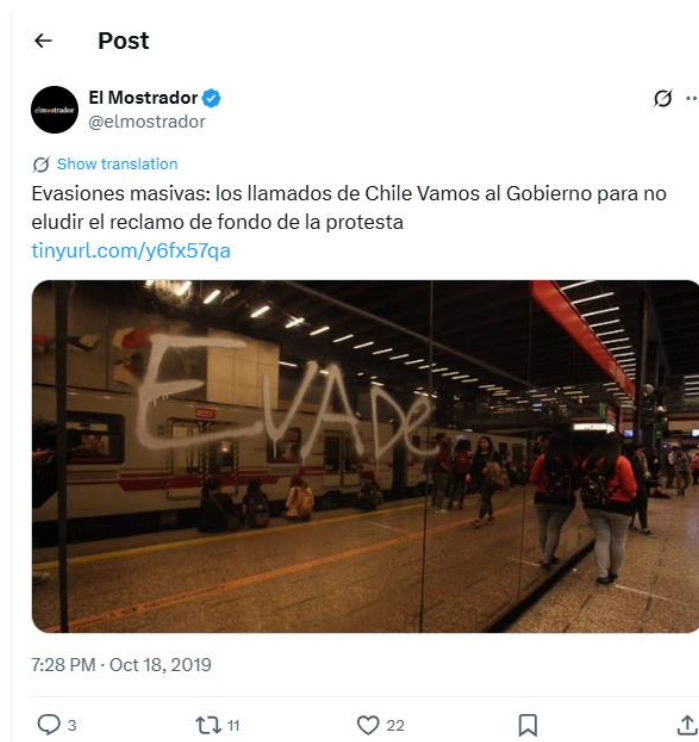 Post
El Mostrador
@elmostrador
Show translation
Evasiones masivas: los llamados de Chile Vamos al Gobierno para no
eludir el reclamo de fondo de la protesta
tinyurl.com/y6fx57qa
EVADe
7:28 PM · Oct 18, 2019
3 11 22